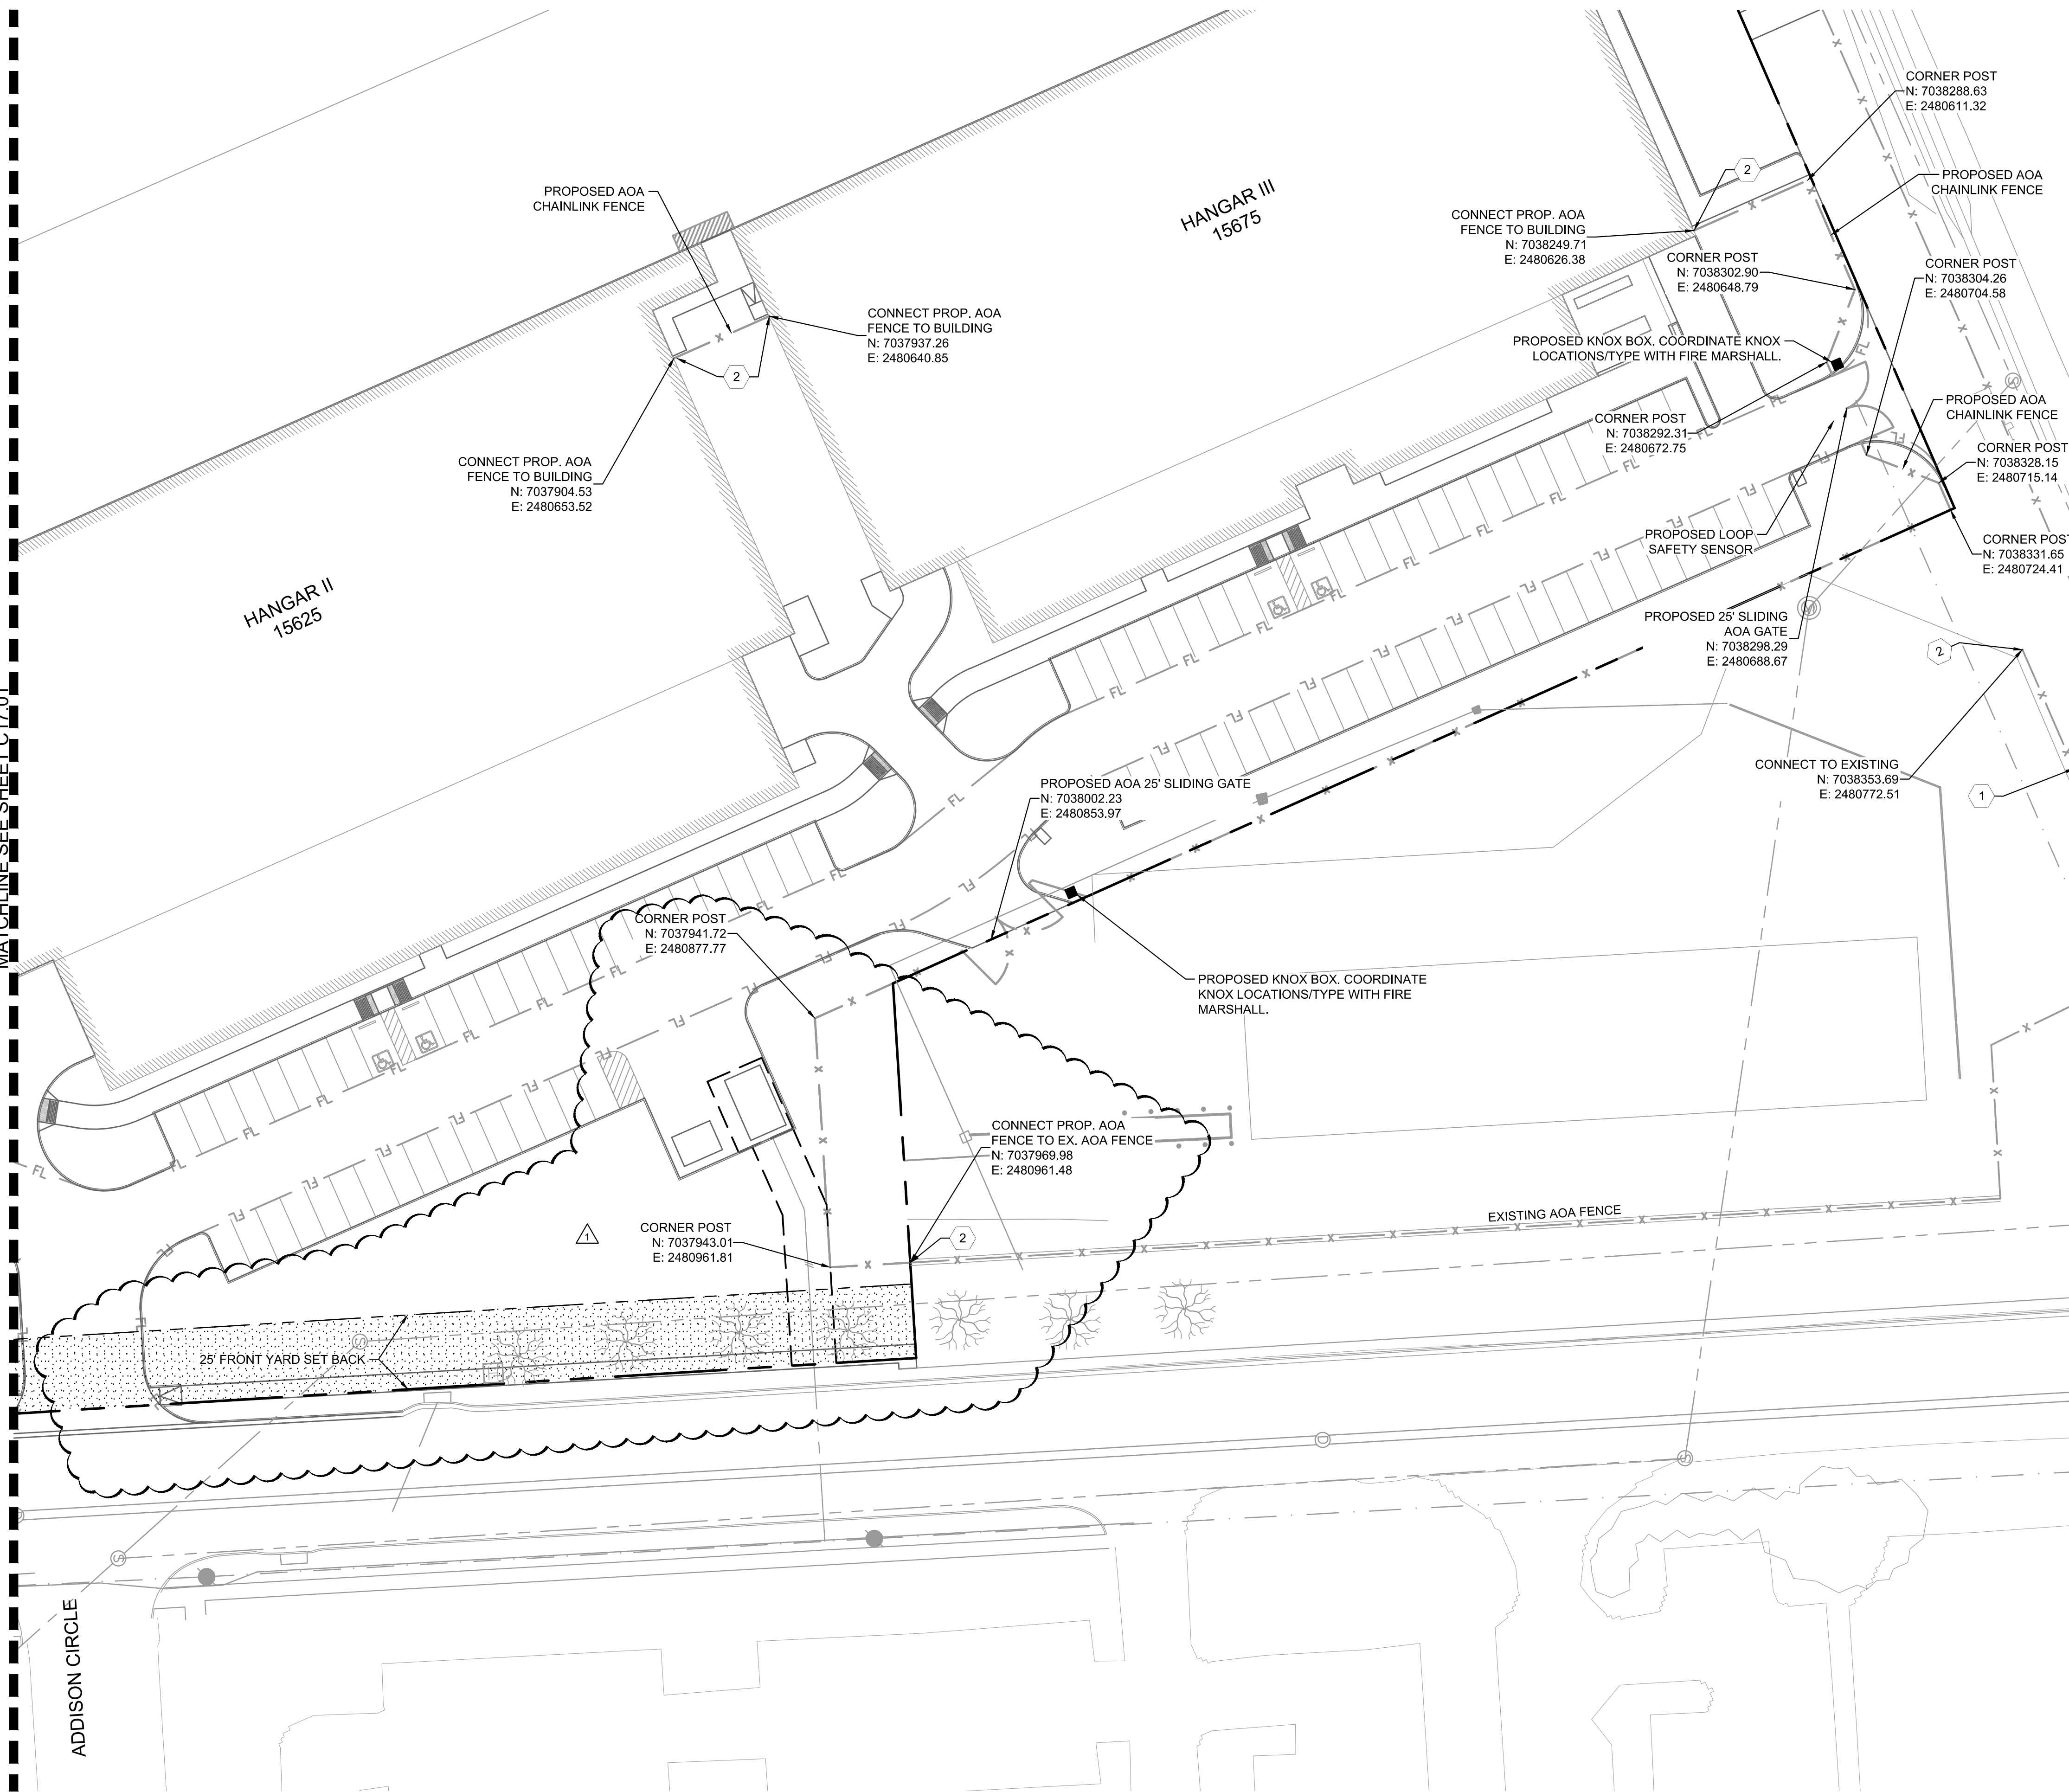 CORNER POST
N: 7038288.63
E: 2480611.32
2
PROPOSED AOA
CHAINLINK FENCE
PROPOSED AOA
CHAINLINK FENCE
HANGAR III
15675
CONNECT PROP. AOA
FENCE TO BUILDING
N: 7038249.71
E: 2480626.38
CORNER POST
N: 7038302.90
E: 2480648.79
CORNER POST
N: 7038304.26
E: 2480704.58
CONNECT PROP. AOA
FENCE TO BUILDING
N: 7037937.26
E: 2480640.85
2
PROPOSED KNOX BOX. COORDINATE KNOX
LOCATIONS/TYPE WITH FIRE MARSHALL.
PROPOSED AOA
CHAINLINK FENCE
CORNER POST
N: 7038292.31
E: 2480672.75
CORNER POST
N: 7038328.15
E: 2480715.14
CONNECT PROP. AOA
FENCE TO BUILDING
N: 7037904.53
E: 2480653.52
PROPOSED LOOP
SAFETY SENSOR
CORNER POST
N: 7038331.65
E: 2480724.41
HANGAR II
15625
PROPOSED 25' SLIDING
AOA GATE
N: 7038298.29
E: 2480688.67
2
CONNECT TO EXISTING
N: 7038353.69
E: 2480772.51
1
PROPOSED AOA 25' SLIDING GATE
N: 7038002.23
E: 2480853.97
MATCHLINE SEE SHEET C 17.01
CORNER POST
N: 7037941.72
E: 2480877.77
PROPOSED KNOX BOX. COORDINATE
KNOX LOCATIONS/TYPE WITH FIRE
MARSHALL.
CONNECT PROP. AOA
FENCE TO EX. AOA FENCE
N: 7037969.98
E: 2480961.48
EXISTING AOA FENCE
1
CORNER POST
N: 7037943.01
E: 2480961.81
2
25' FRONT YARD SET BACK
ADDISON CIRCLE